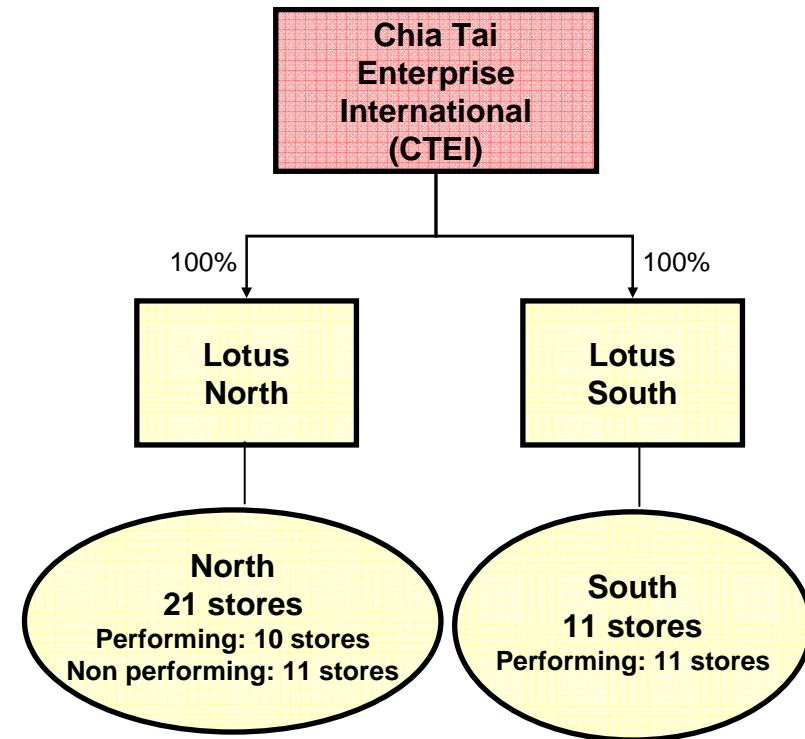 Chia Tai
Enterprise
International
(CTEI)
100%
100%
Lotus
North
Lotus
South
North
21 stores
Performing: 10 stores
Non performing: 11 stores
South
11 stores
Performing: 11 stores